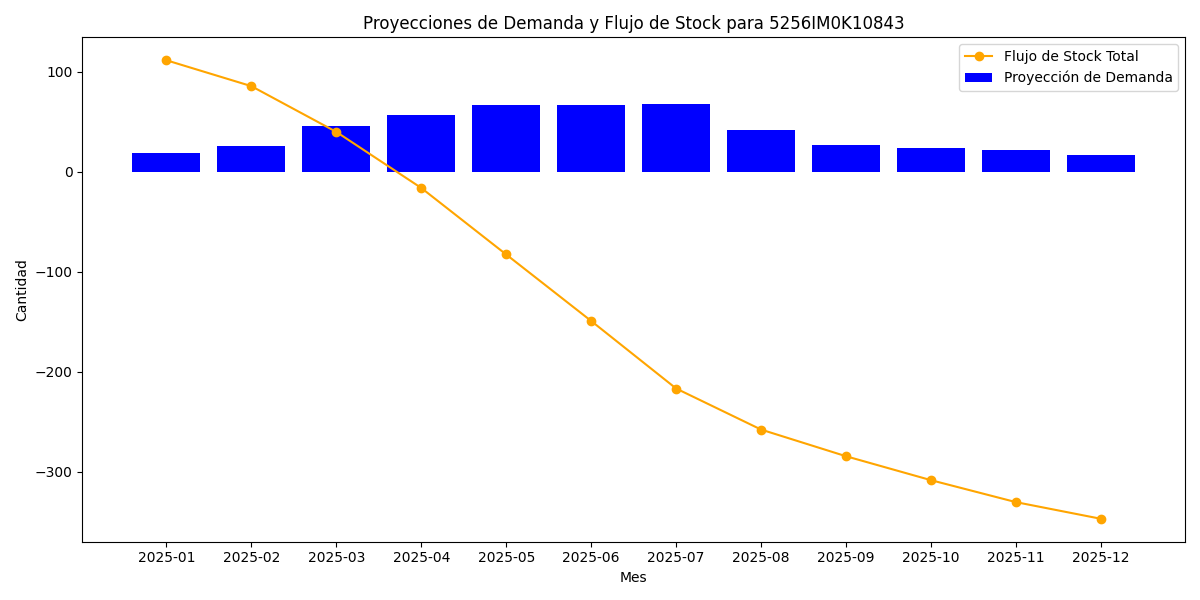 Proyecciones de Demanda y Flujo de Stock para 5256IM0K10843
Flujo de Stock Total
Proyección de Demanda
Cantidad
100
0
−100
−200
−300
2025-01 2025-02 2025-03 2025-04 2025-05 2025-06 2025-07 2025-08 2025-09 2025-10 2025-11 2025-12
Mes